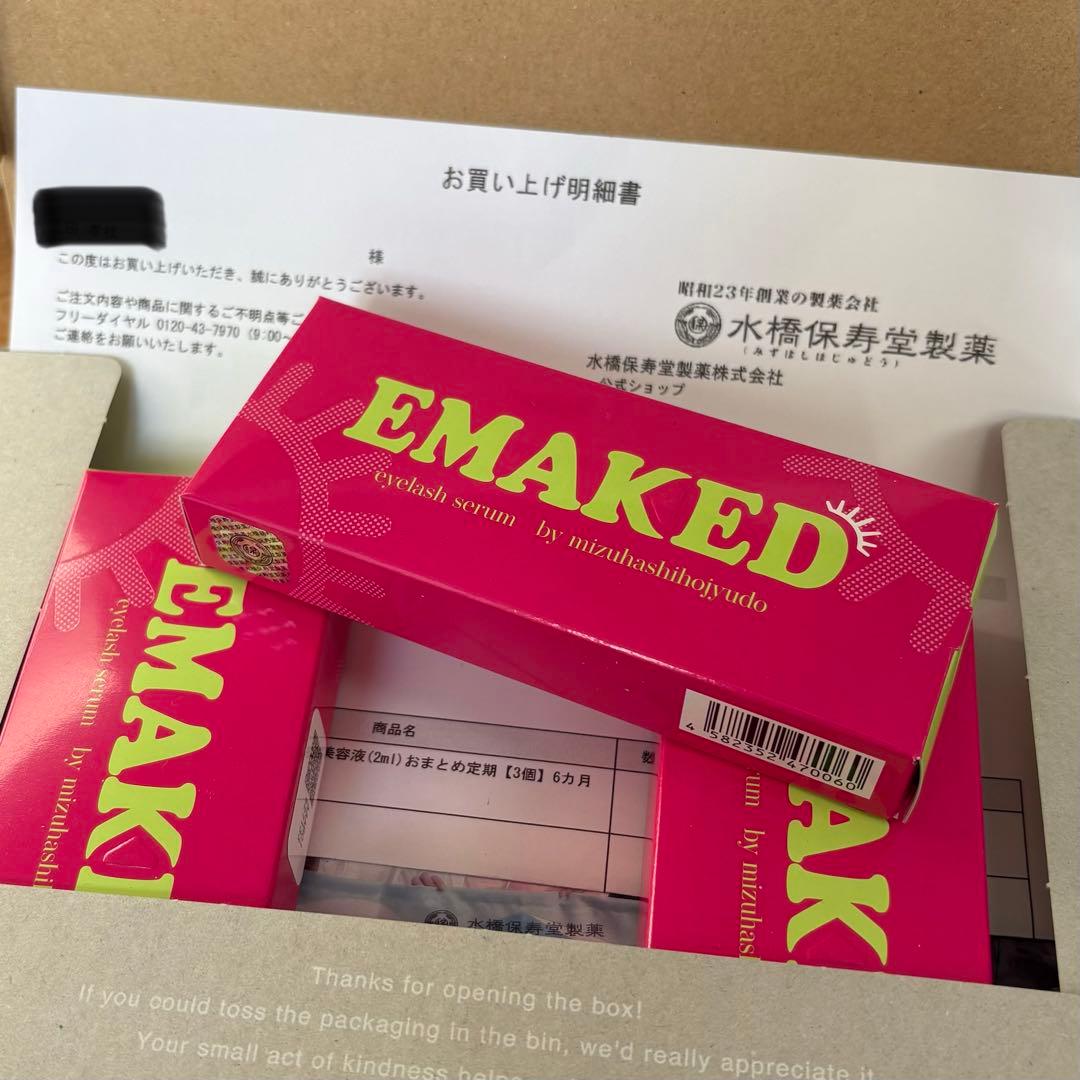 お買い上げ明細書
様
この度はお買い上げいただき、誠にありがとうございます。
ご注文内容や商品に関するご不明点等ご
フリーダイヤル 0120-43-7970 (9:00~
ご連絡をお願いいたします。
昭和23年創業の製薬会社
水橋保寿堂製薬
(みずはしほじゅどう)
水橋保寿堂製薬株式会社
公式ショップ
EMAKED
eyelash serum by mizuhashihojyudo
4 582352 470060
EMAKE
eyelash serum by mizuhashi
商品名
数
美容液(2ml)おまとめ定期【3個】6カ月
水橋保寿堂製薬
AK
um by mizuhas
Thanks for opening the box!
If you could toss the packaging in the bin, we'd really appreciate it.
Your small act of kindness